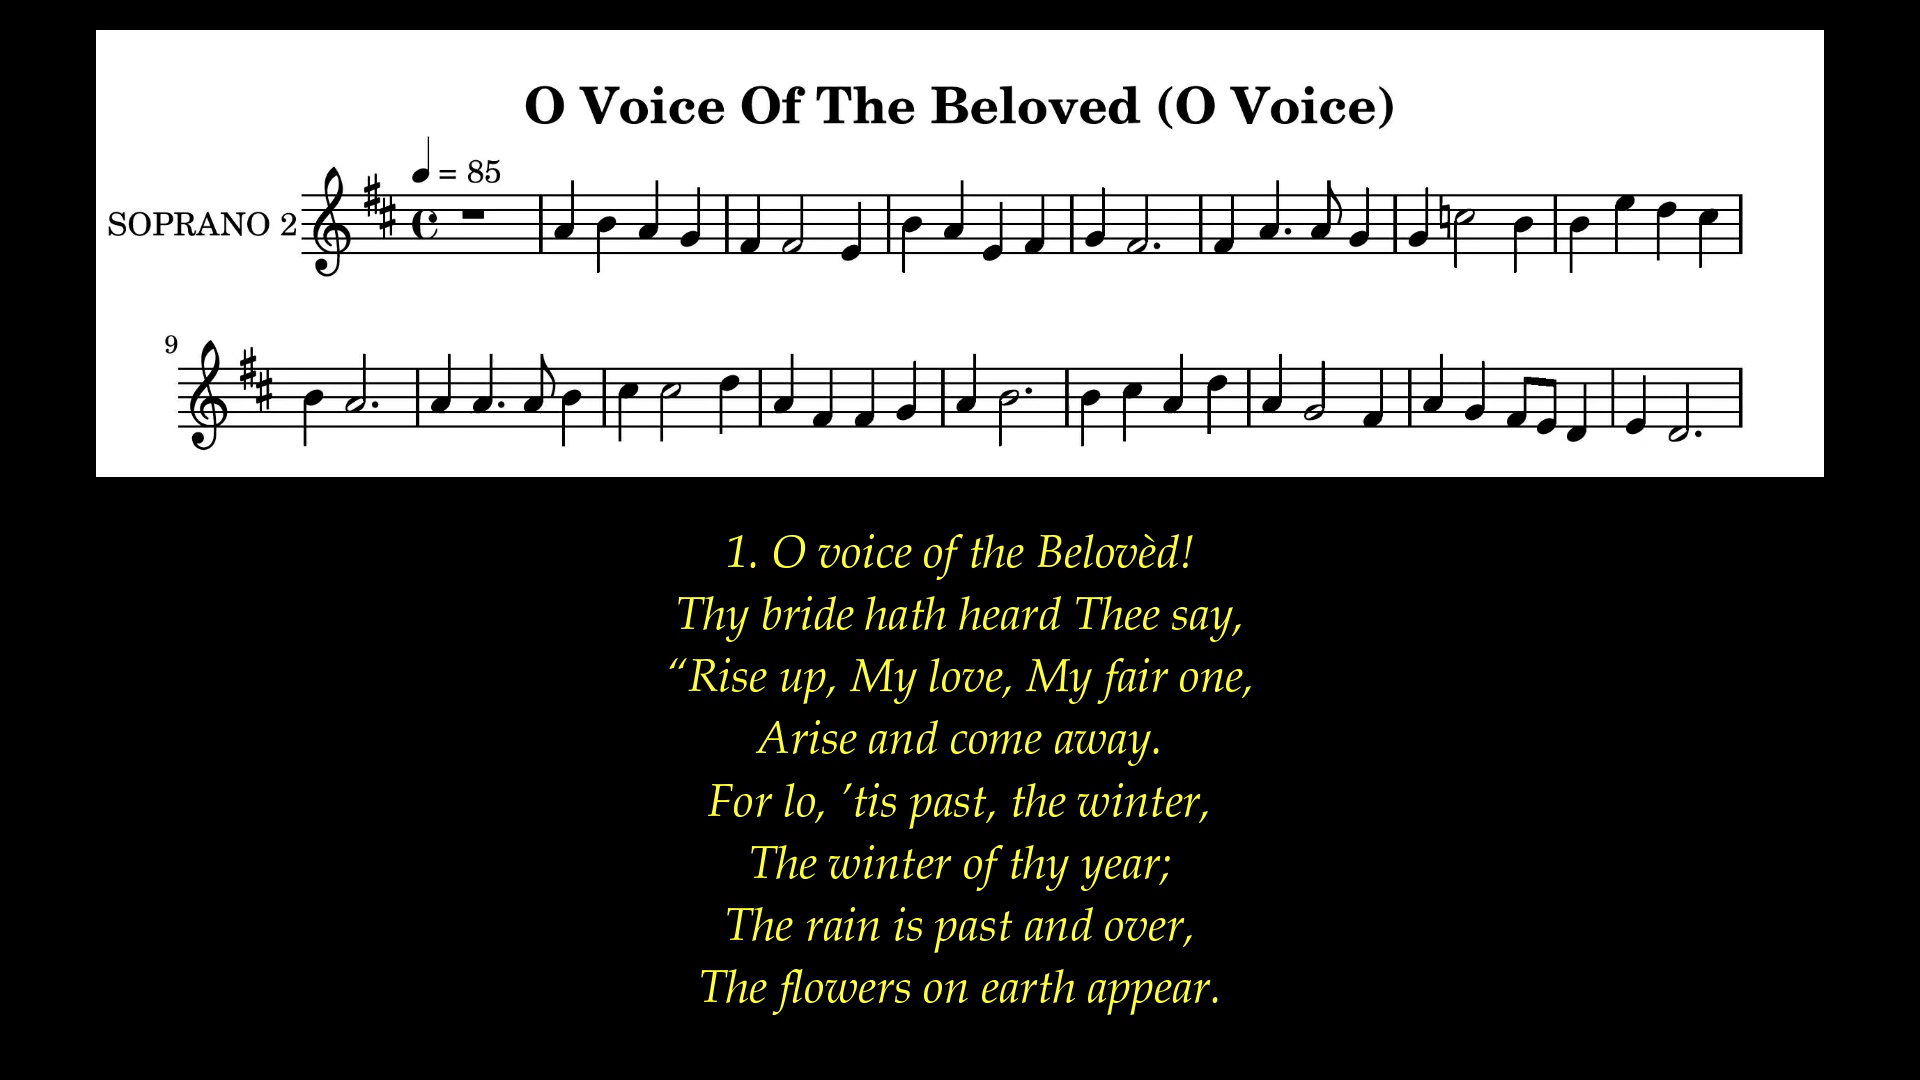 O Voice Of The Beloved (O Voice)
= 85
SOPRANO 2
9
1. O voice of the Belovèd!
Thy bride hath heard Thee say,
“Rise up, My love, My fair one,
Arise and come away.
For lo, ’tis past, the winter,
The winter of thy year;
The rain is past and over,
The flowers on earth appear.